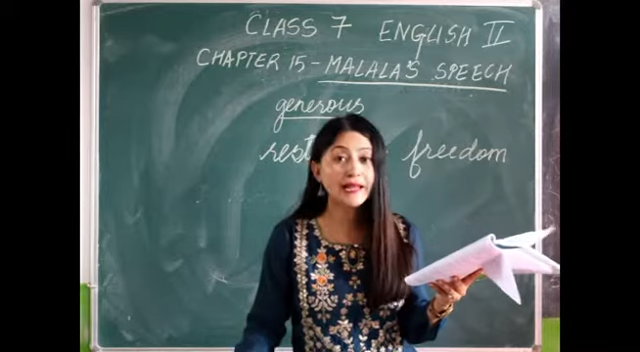 CLASS 7 ENGLISH II
CHAPTER 15 - MALALA'S SPEECH
generous
freedom